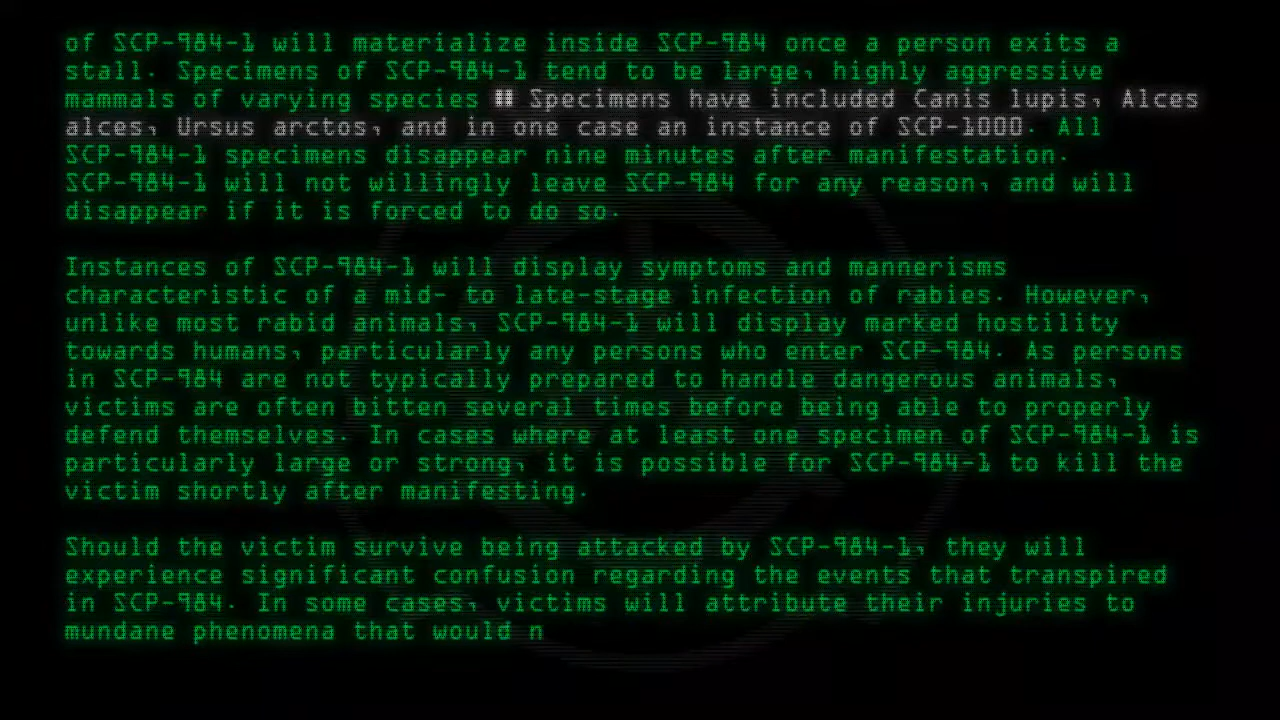 of SCP-984-1 will materialize inside SCP-984 once a person exits a
stall. Specimens of SCP-984-1 tend to be large, highly aggressive
mammals of varying species # Specimens have included Canis lupis, Alces
alces, Ursus arctos, and in one case an instance of SCP-1000. All
SCP-984-1 specimens disappear nine minutes after manifestation.
SCP-984-1 will not willingly leave SCP-984 for any reason, and will
disappear if it is forced to do so.
Instances of SCP-984-1 will display symptoms and mannerisms
characteristic of a mid- to late-stage infection of rabies. However,
unlike most rabid animals, SCP-984-1 will display marked hostility
towards humans, particularly any persons who enter SCP-984. As persons
in SCP-984 are not typically prepared to handle dangerous animals,
victims are often bitten several times before being able to properly
defend themselves. In cases where at least one specimen of SCP-984-1 is
particularly large or strong, it is possible for SCP-984-1 to kill the
victim shortly after manifesting.
Should the victim survive being attacked by SCP-984-1, they will
experience significant confusion regarding the events that transpired
in SCP-984. In some cases, victims will attribute their injuries to
mundane phenomena that would n